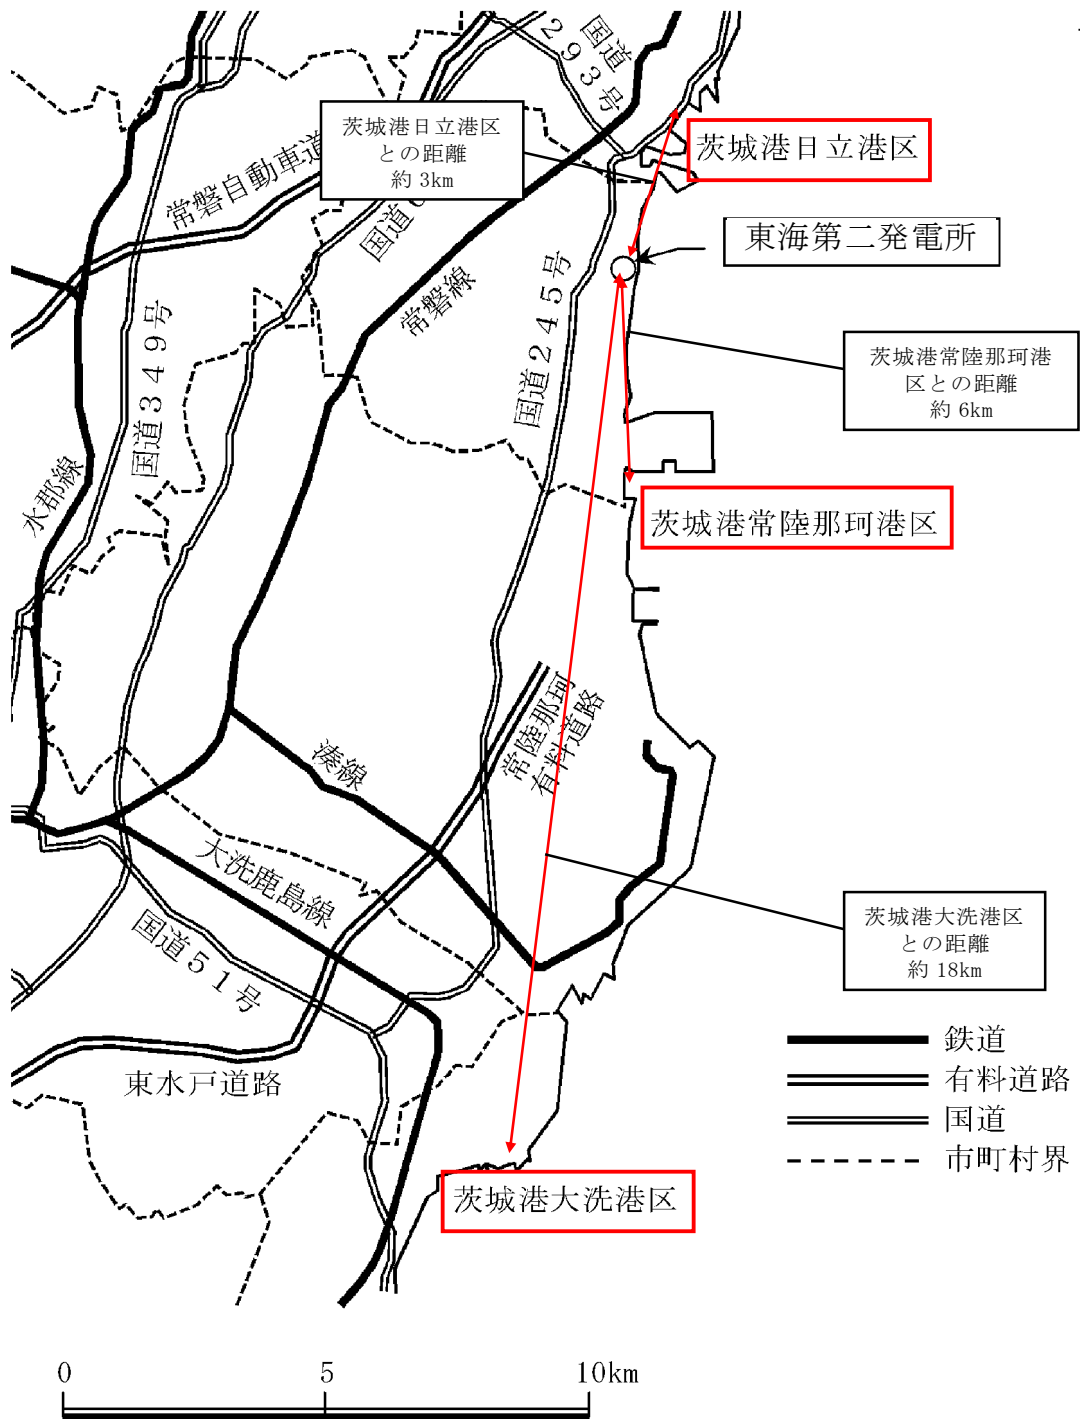 国道
２９３号
茨城港日立港区
との距離
約 3km
茨城港日立港区
常磐自動車道
国道６
東海第二発電所
常磐線
国道２４５号
国道３４９号
茨城港常陸那珂港
区との距離
約 6km
水郡線
茨城港常陸那珂港区
常陸那珂
有料道路
湊線
大洗鹿島線
国道５１号
茨城港大洗港区
との距離
約 18km
鉄道
有料道路
国道
市町村界
東水戸道路
茨城港大洗港区
0 5 10km